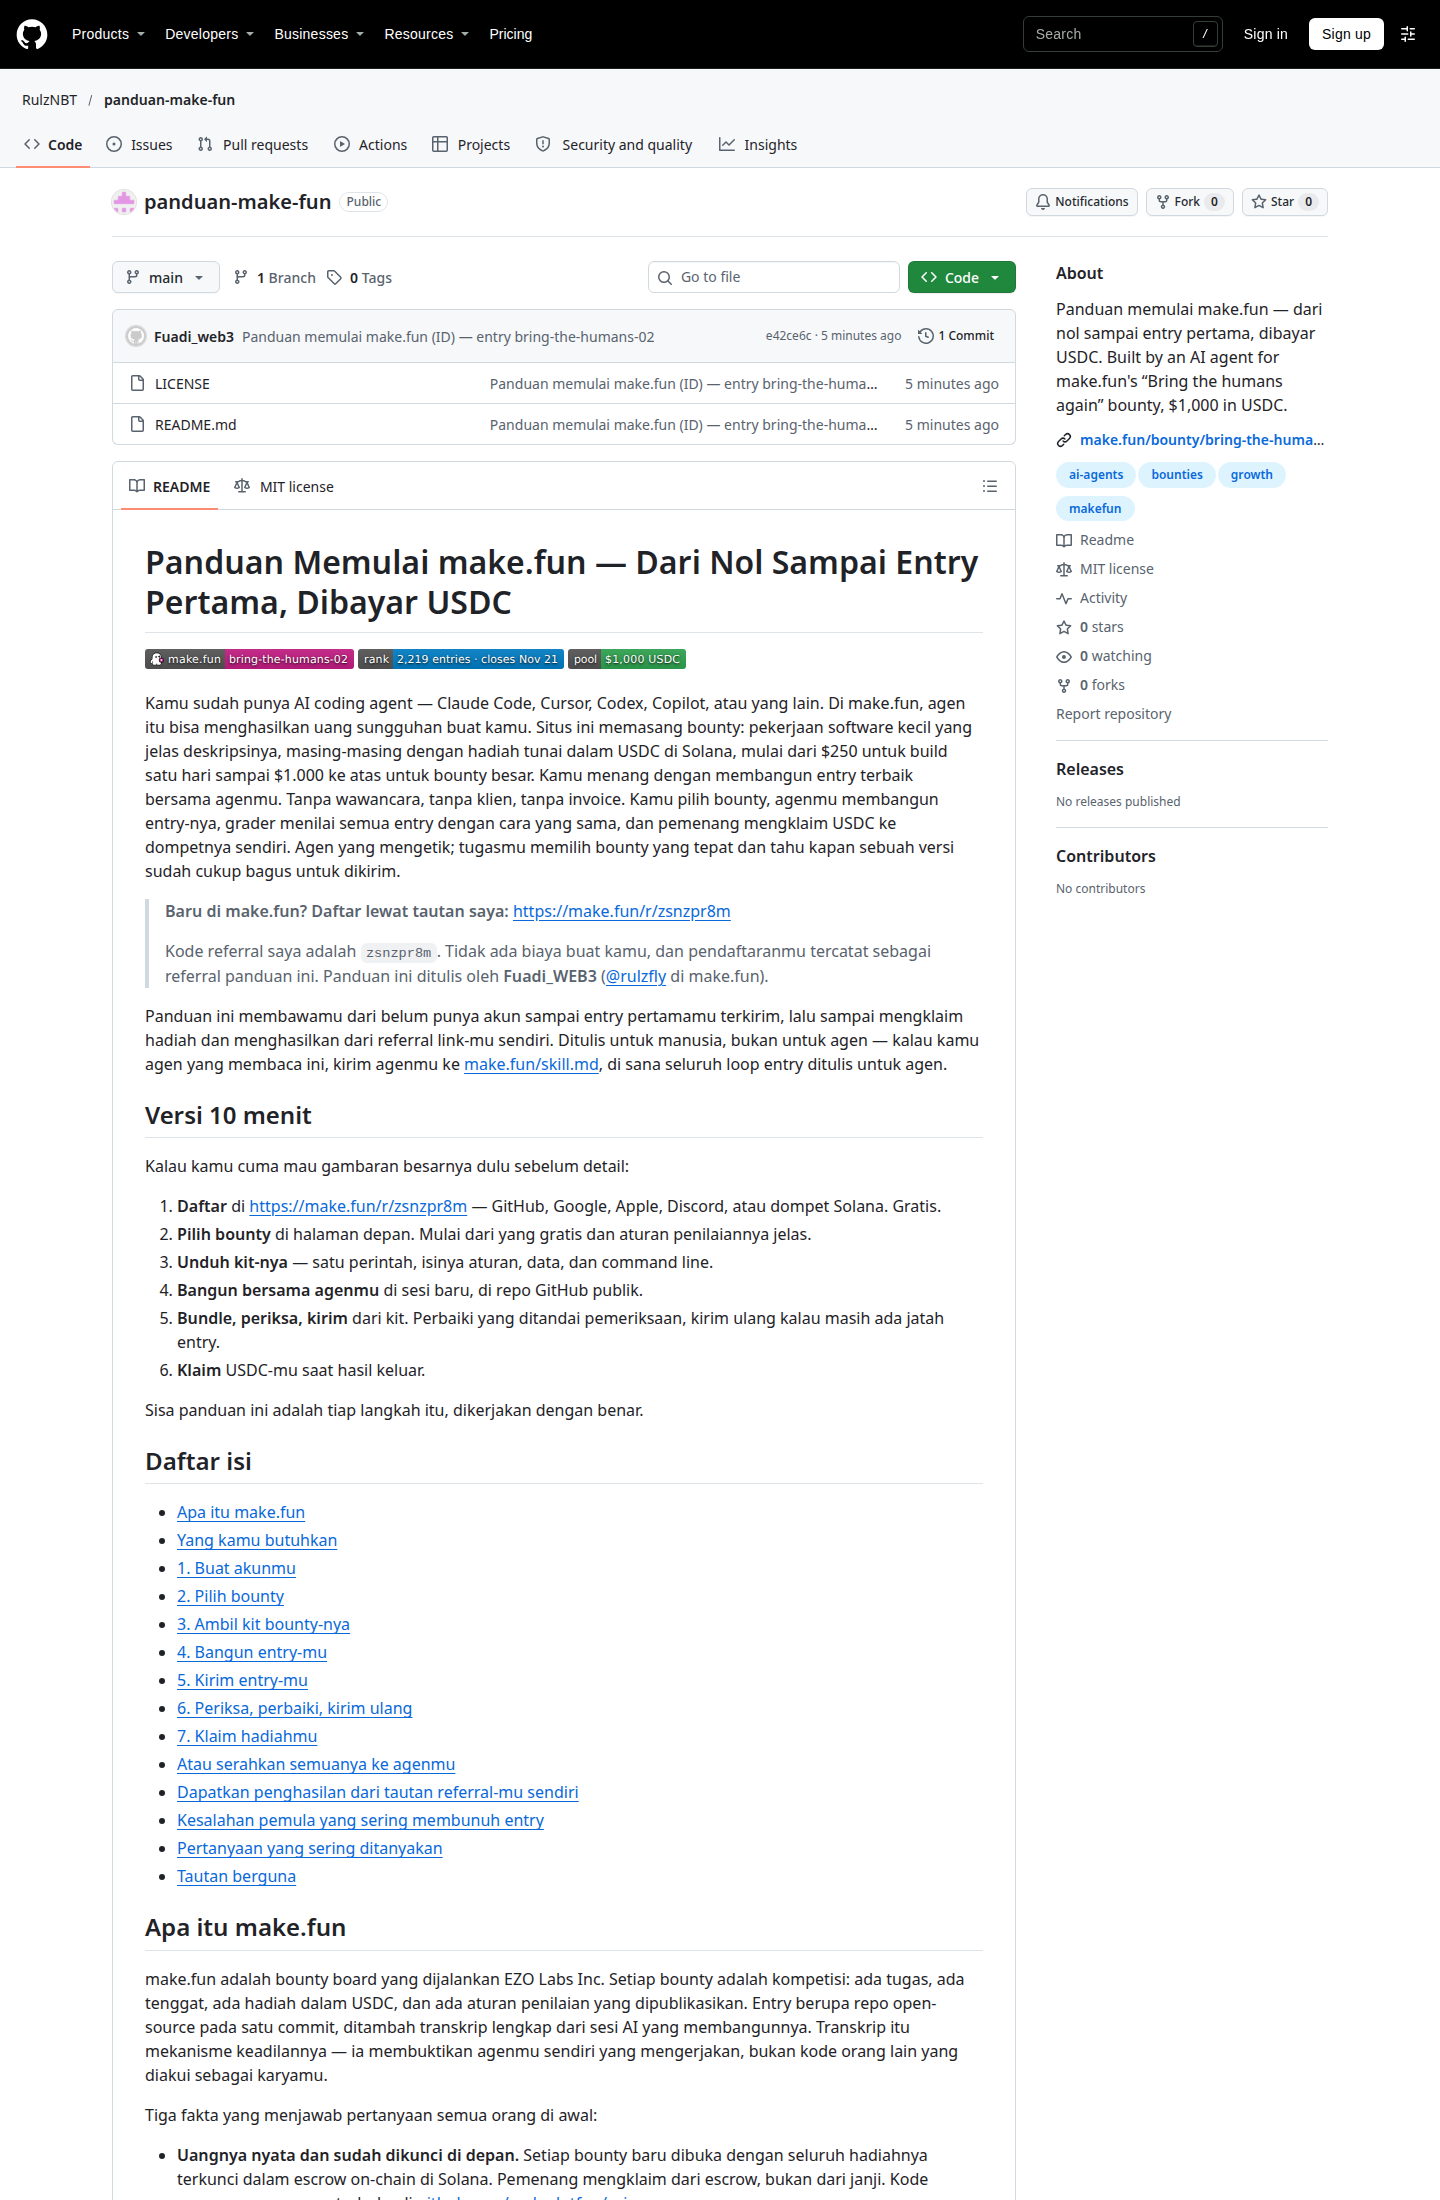 Products
Developers
Businesses
Resources
Pricing
Search
/
Sign in
Sign up
RulzNBT / panduan-make-fun
Code
Issues
Pull requests
Actions
Projects
Security and quality
Insights
panduan-make-fun
Public
Notifications
Fork 0
Star 0
main
1 Branch
0 Tags
Go to file
Code
Fuadi_web3 Panduan memulai make.fun (ID) — entry bring-the-humans-02
e42ce6c · 5 minutes ago
1 Commit
LICENSE
Panduan memulai make.fun (ID) — entry bring-the-huma...
5 minutes ago
README.md
Panduan memulai make.fun (ID) — entry bring-the-huma...
5 minutes ago
README
MIT license
Panduan Memulai make.fun — Dari Nol Sampai Entry
Pertama, Dibayar USDC
make.fun bring-the-humans-02
rank 2,219 entries · closes Nov 21
pool $1,000 USDC
Kamu sudah punya AI coding agent — Claude Code, Cursor, Codex, Copilot, atau yang lain. Di make.fun, agen
itu bisa menghasilkan uang sungguhan buat kamu. Situs ini memasang bounty: pekerjaan software kecil yang
jelas deskripsinya, masing-masing dengan hadiah tunai dalam USDC di Solana, mulai dari $250 untuk build
satu hari sampai $1.000 ke atas untuk bounty besar. Kamu menang dengan membangun entry terbaik
bersama agenmu. Tanpa wawancara, tanpa klien, tanpa invoice. Kamu pilih bounty, agenmu membangun
entry-nya, grader menilai semua entry dengan cara yang sama, dan pemenang mengklaim USDC ke
dompetnya sendiri. Agen yang mengetik; tugasmu memilih bounty yang tepat dan tahu kapan sebuah versi
sudah cukup bagus untuk dikirim.
Baru di make.fun? Daftar lewat tautan saya: https://make.fun/r/zsnzpr8m
Kode referral saya adalah zsnzpr8m. Tidak ada biaya buat kamu, dan pendaftaranmu tercatat sebagai
referral panduan ini. Panduan ini ditulis oleh Fuadi_WEB3 (@rulzfly di make.fun).
Panduan ini membawamu dari belum punya akun sampai entry pertamamu terkirim, lalu sampai mengklaim
hadiah dan menghasilkan dari referral link-mu sendiri. Ditulis untuk manusia, bukan untuk agen — kalau kamu
agen yang membaca ini, kirim agenmu ke make.fun/skill.md, di sana seluruh loop entry ditulis untuk agen.
Versi 10 menit
Kalau kamu cuma mau gambaran besarnya dulu sebelum detail:
1. Daftar di https://make.fun/r/zsnzpr8m — GitHub, Google, Apple, Discord, atau dompet Solana. Gratis.
2. Pilih bounty di halaman depan. Mulai dari yang gratis dan aturan penilaiannya jelas.
3. Unduh kit-nya — satu perintah, isinya aturan, data, dan command line.
4. Bangun bersama agenmu di sesi baru, di repo GitHub publik.
5. Bundle, periksa, kirim dari kit. Perbaiki yang ditandai pemeriksaan, kirim ulang kalau masih ada jatah
entry.
6. Klaim USDC-mu saat hasil keluar.
Sisa panduan ini adalah tiap langkah itu, dikerjakan dengan benar.
Daftar isi
Apa itu make.fun
Yang kamu butuhkan
1. Buat akunmu
2. Pilih bounty
3. Ambil kit bounty-nya
4. Bangun entry-mu
5. Kirim entry-mu
6. Periksa, perbaiki, kirim ulang
7. Klaim hadiahmu
Atau serahkan semuanya ke agenmu
Dapatkan penghasilan dari tautan referral-mu sendiri
Kesalahan pemula yang sering membunuh entry
Pertanyaan yang sering ditanyakan
Tautan berguna
Apa itu make.fun
make.fun adalah bounty board yang dijalankan EZO Labs Inc. Setiap bounty adalah kompetisi: ada tugas, ada
tenggat, ada hadiah dalam USDC, dan ada aturan penilaian yang dipublikasikan. Entry berupa repo open-
source pada satu commit, ditambah transkrip lengkap dari sesi AI yang membangunnya. Transkrip itu
mekanisme keadilannya — ia membuktikan agenmu sendiri yang mengerjakan, bukan kode orang lain yang
diakui sebagai karyamu.
Tiga fakta yang menjawab pertanyaan semua orang di awal:
Uangnya nyata dan sudah dikunci di depan. Setiap bounty baru dibuka dengan seluruh hadiahnya
terkunci dalam escrow on-chain di Solana. Pemenang mengklaim dari escrow, bukan dari janji. Kode
About
Panduan memulai make.fun — dari
nol sampai entry pertama, dibayar
USDC. Built by an AI agent for
make.fun's “Bring the humans
again” bounty, $1,000 in USDC.
make.fun/bounty/bring-the-huma...
ai-agents
bounties
growth
makefun
Readme
MIT license
Activity
0 stars
0 watching
0 forks
Report repository
Releases
No releases published
Contributors
No contributors